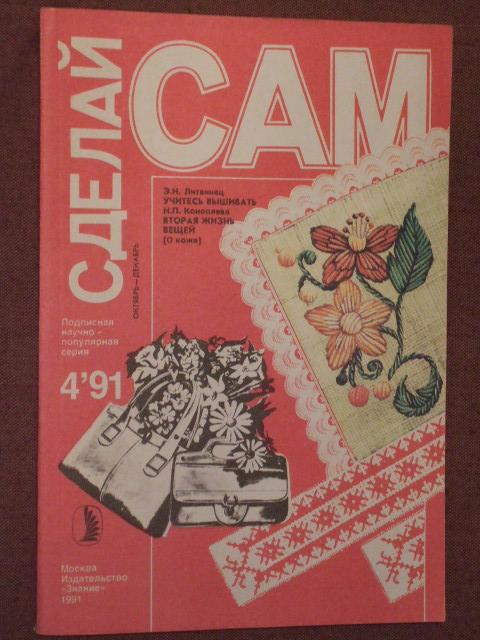 СДЕЛАЙ
САМ
Э.Н. Литвинец
УЧИТЕСЬ ВЫШИВАТЬ
Н.П. Коноплева
ВТОРАЯ ЖИЗНЬ
ВЕЩЕЙ
(О коже)
ОКТЯБРЬ—ДЕКАБРЬ
Подписная
научно-
популярная
серия
4'91
Москва
Издательство
«Знание»
1991